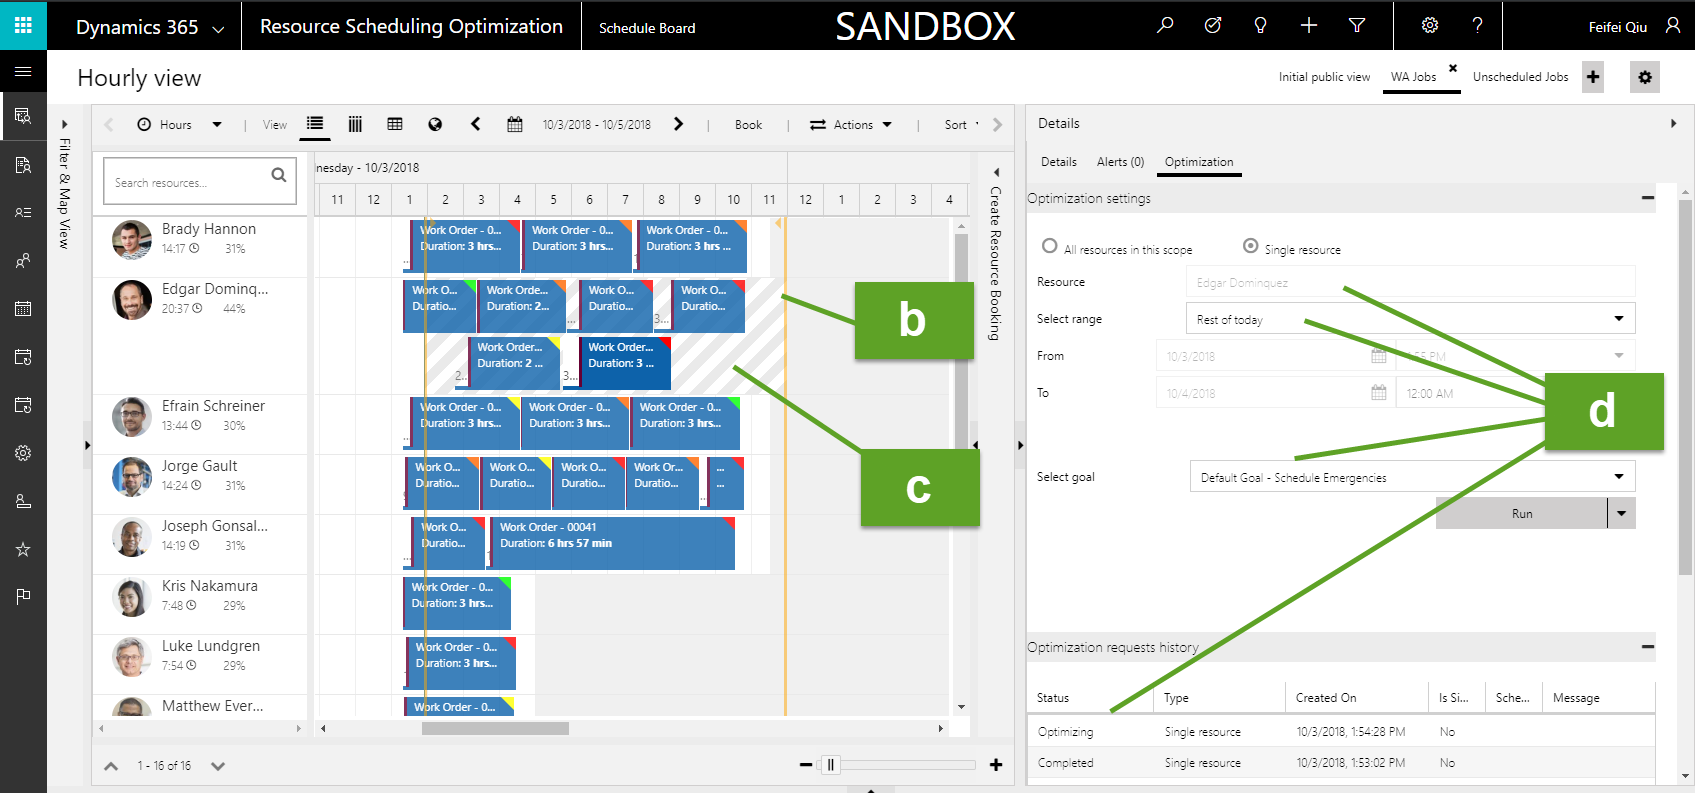 Dynamics 365
Resource Scheduling Optimization
Schedule Board
SANDBOX
Feifei Qiu
Hourly view
Initial public view
WA Jobs
Unscheduled Jobs
Filter & Map View
Hours
View
10/3/2018 - 10/5/2018
Book
Actions
Sort
Search resources...
nesday - 10/3/2018
11 12 1 2 3 4 5 6 7 8 9 10 11 12 1 2 3 4
Brady Hannon
14:17 31%
Work Order - 0...
Duration: 3 hrs...
Work Order - 0...
Duration: 3 hrs...
Work Order - 0...
Duration: 3 hrs ...
Edgar Dominq...
20:37 44%
Work O...
Duratio...
Work Orde...
Duration: 2...
Work O...
Duratio...
3...
Work O...
Duratio...
2...
Work Order...
Duration: 2 ...
3...
Work Order...
Duration: 3 ...
Efrain Schreiner
13:44 30%
Work Order - 0...
Duration: 3 hrs...
Work Order - 0...
Duration: 3 hrs...
Work Order - 0...
Duration: 3 hrs...
Jorge Gault
14:24 31%
Work O...
Duratio...
Work O...
Duratio...
Work O...
Duratio...
Work Or...
Duratio...
...
...
Joseph Gonsal...
14:19 31%
Work O...
Duratio...
Work Order - 00041
Duration: 6 hrs 57 min
Kris Nakamura
7:48 29%
Work Order - 0...
Duration: 3 hrs...
Luke Lundgren
7:54 29%
Work Order - 0...
Duration: 3 hrs...
Matthew Ever...
Work Order - 0...
1 - 16 of 16
Create Resource Booking
b
c
d
Details
Details
Alerts (0)
Optimization
Optimization settings
All resources in this scope
Single resource
Resource
Edgar Dominquez
Select range
Rest of today
From
10/3/2018
:55 PM
To
10/4/2018
12:00 AM
Select goal
Default Goal - Schedule Emergencies
Run
Optimization requests history
Status Type Created On Is Si... Sche... Message
Optimizing Single resource 10/3/2018, 1:54:28 PM No
Completed Single resource 10/3/2018, 1:53:02 PM No